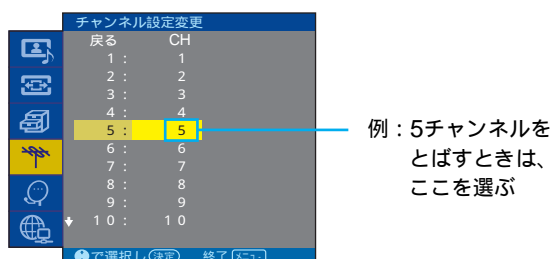 チャンネル設定変更
戻る CH
1： 1
2： 2
3： 3
4： 4
5： 5
6： 6
7： 7
8： 8
9： 9
10： 10
で選択し 決定 終了 メニュー
例：5チャンネルを
とばすときは、
ここを選ぶ